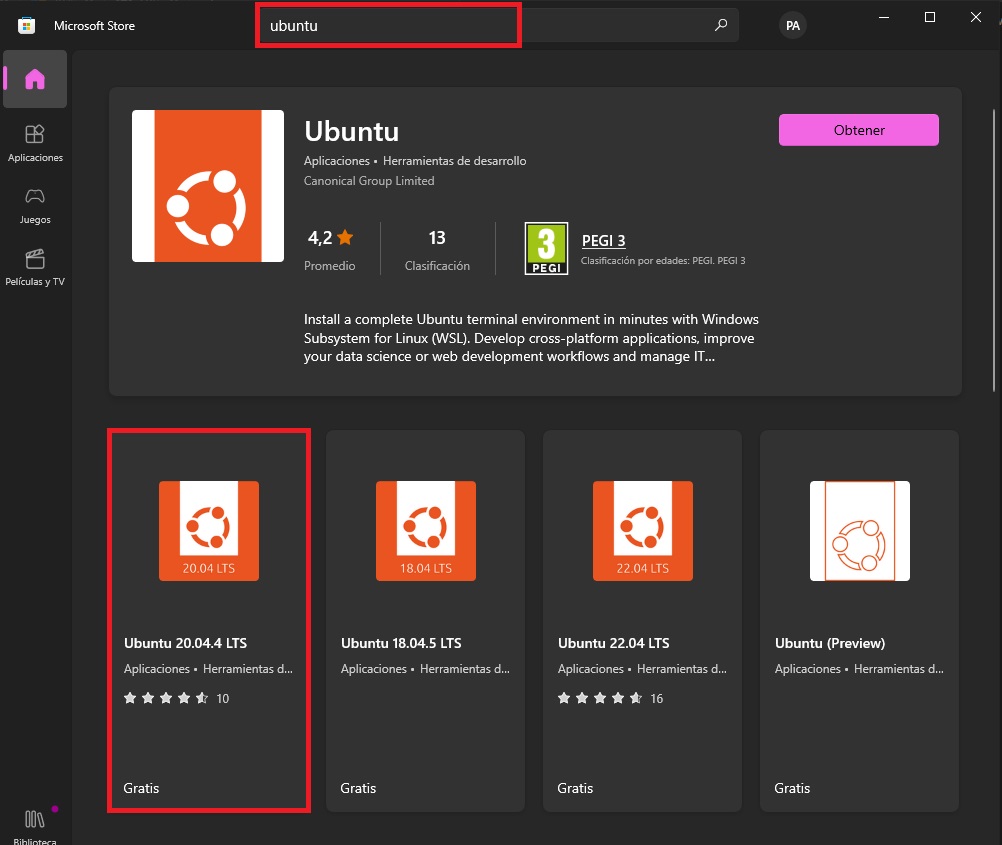 Microsoft Store
ubuntu
PA
Aplicaciones
Juegos
Películas y TV
Biblioteca
Ubuntu
Aplicaciones • Herramientas de desarrollo
Canonical Group Limited
Obtener
4,2
Promedio
13
Clasificación
3
PEGI
PEGI 3
Clasificación por edades: PEGI. PEGI 3
Install a complete Ubuntu terminal environment in minutes with Windows
Subsystem for Linux (WSL). Develop cross-platform applications, improve
your data science or web development workflows and manage IT...
20.04 LTS
Ubuntu 20.04.4 LTS
Aplicaciones • Herramientas d...
10
Gratis
18.04 LTS
Ubuntu 18.04.5 LTS
Aplicaciones • Herramientas d...
Gratis
22.04 LTS
Ubuntu 22.04 LTS
Aplicaciones • Herramientas d...
16
Gratis
Ubuntu (Preview)
Aplicaciones • Herramientas d...
Gratis